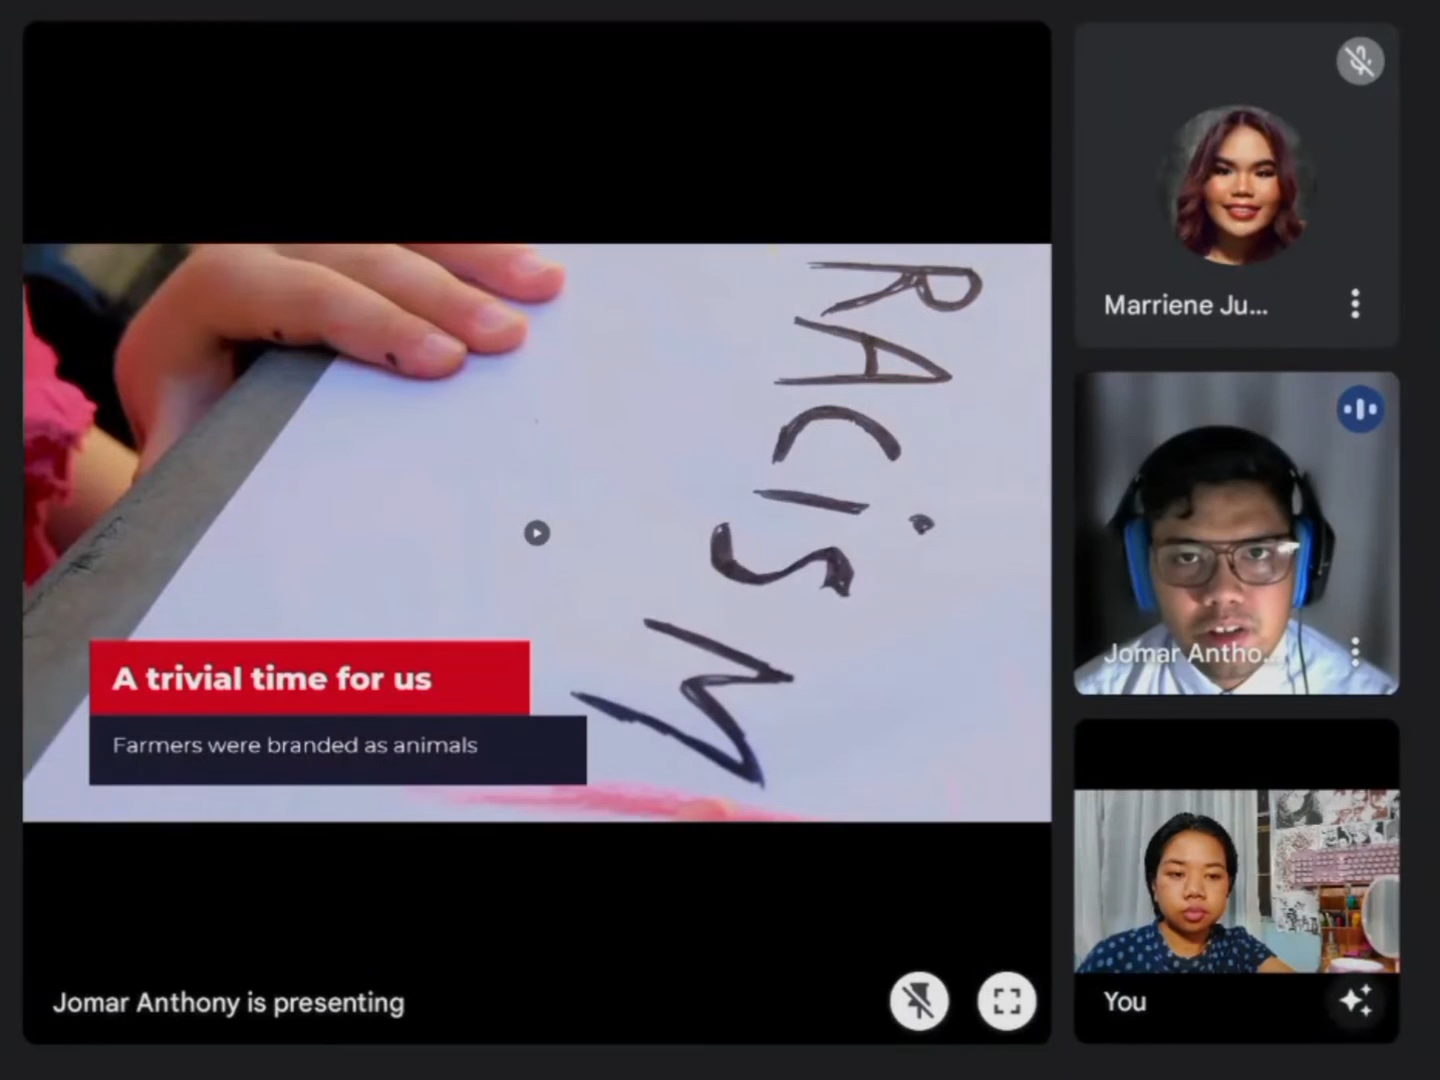 RACiSM
A trivial time for us
Farmers were branded as animals
Jomar Anthony is presenting
Marriene Ju...
Jomar Antho...
You